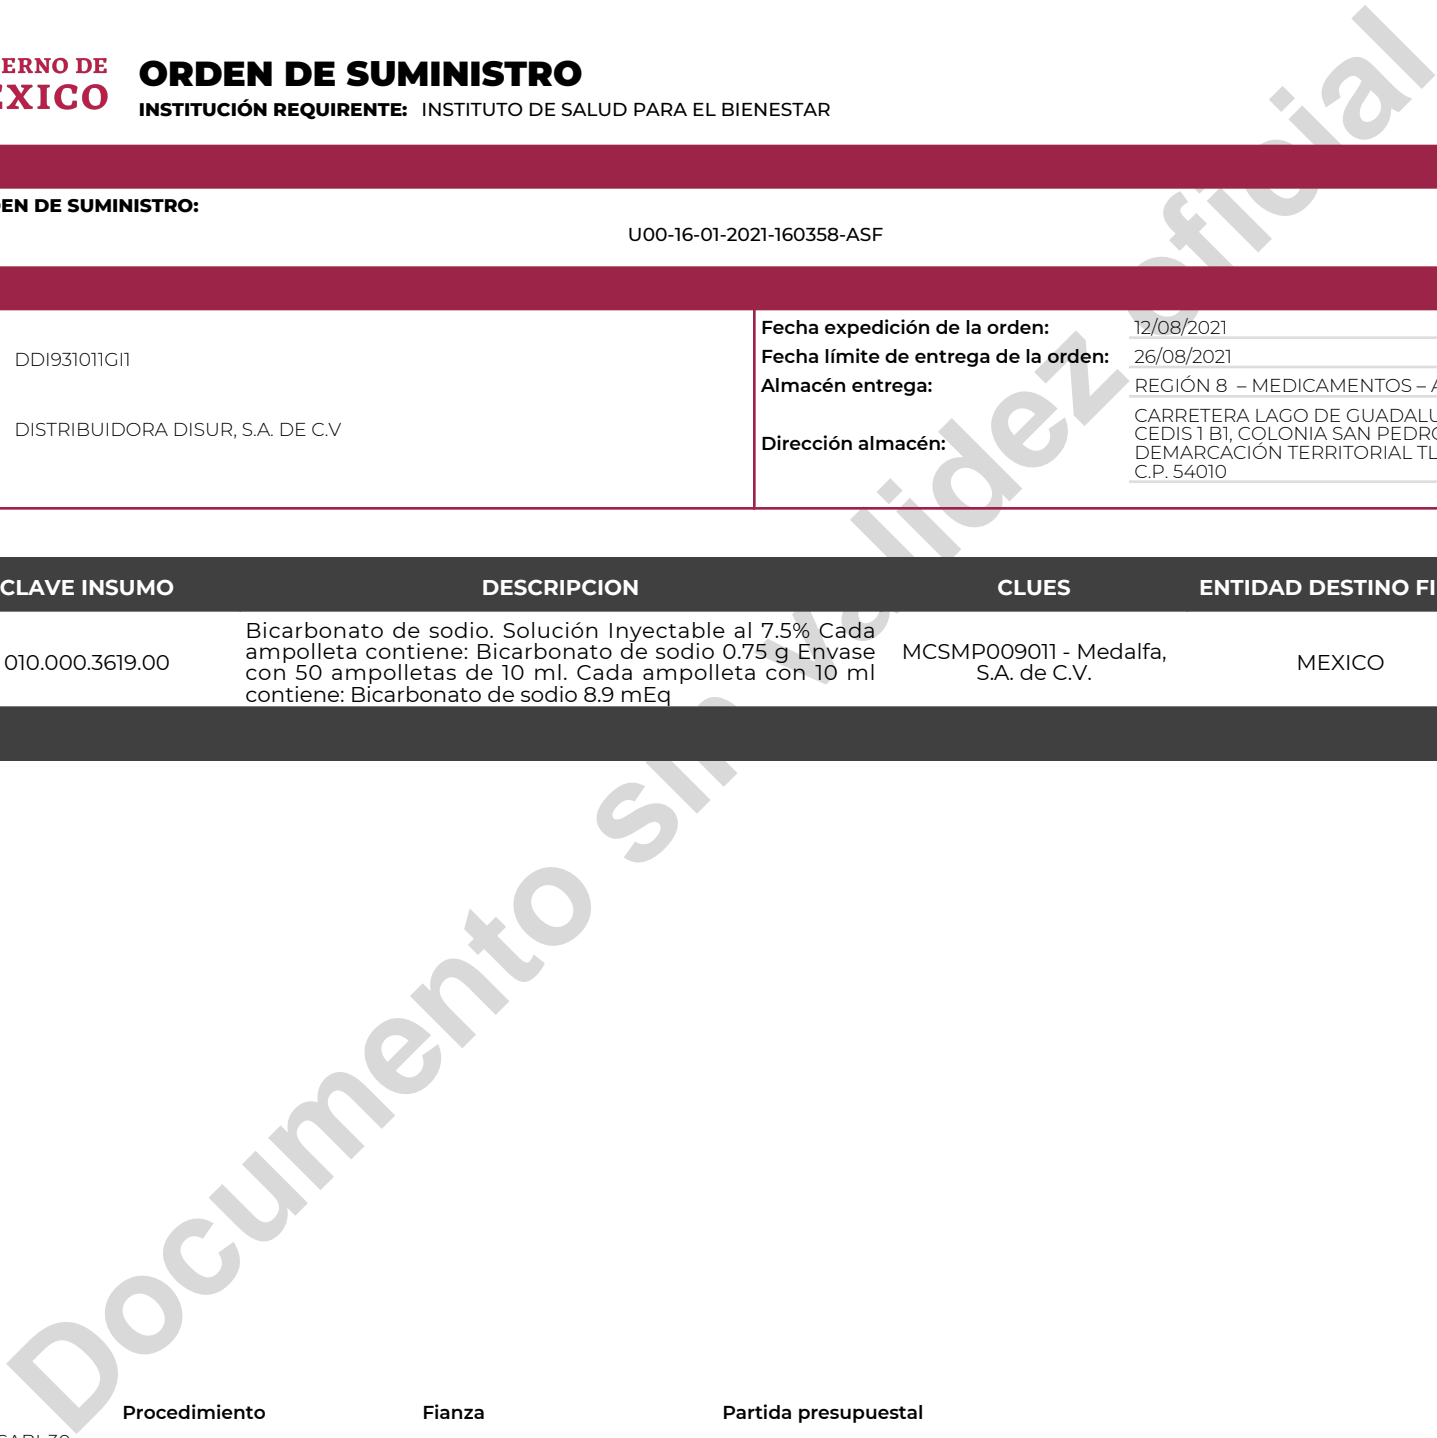 ERNO DE
EXICO
ORDEN DE SUMINISTRO
INSTITUCIÓN REQUIRENTE: INSTITUTO DE SALUD PARA EL BIENESTAR
EN DE SUMINISTRO:
U00-16-01-2021-160358-ASF
DDI931011GI1
DISTRIBUIDORA DISUR, S.A. DE C.V
Fecha expedición de la orden: 12/08/2021
Fecha límite de entrega de la orden: 26/08/2021
Almacén entrega: REGIÓN 8 – MEDICAMENTOS – A
Dirección almacén:
CARRETERA LAGO DE GUADALU
CEDIS 1 B1, COLONIA SAN PEDRO
DEMARCACIÓN TERRITORIAL TL
C.P. 54010
CLAVE INSUMO DESCRIPCION CLUES ENTIDAD DESTINO FI
010.000.3619.00
Bicarbonato de sodio. Solución Inyectable al 7.5% Cada
ampolleta contiene: Bicarbonato de sodio 0.75 g Envase
con 50 ampolletas de 10 ml. Cada ampolleta con 10 ml
contiene: Bicarbonato de sodio 8.9 mEq
MCSMP009011 - Medalfa,
S.A. de C.V.
MEXICO
Documento sin validez oficial
Procedimiento Fianza Partida presupuestal